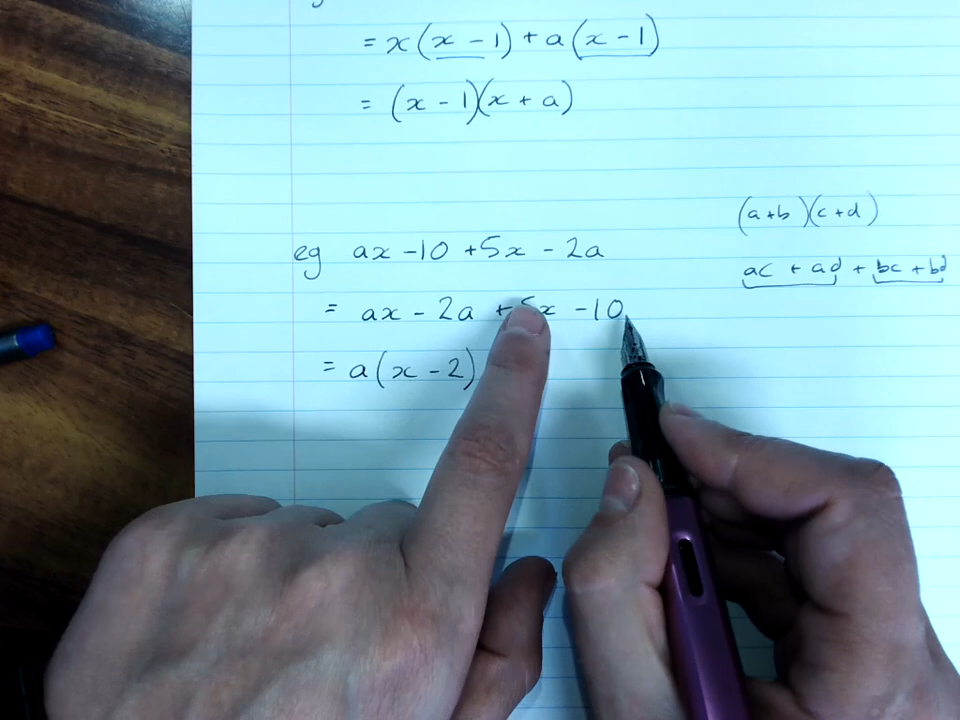 = x(x - 1) + a(x - 1)
= (x - 1)(x + a)
eg ax - 10 + 5x - 2a
= ax - 2a + 5x - 10
= a(x - 2)
(a+b)(c+d)
ac + ad + bc + bd